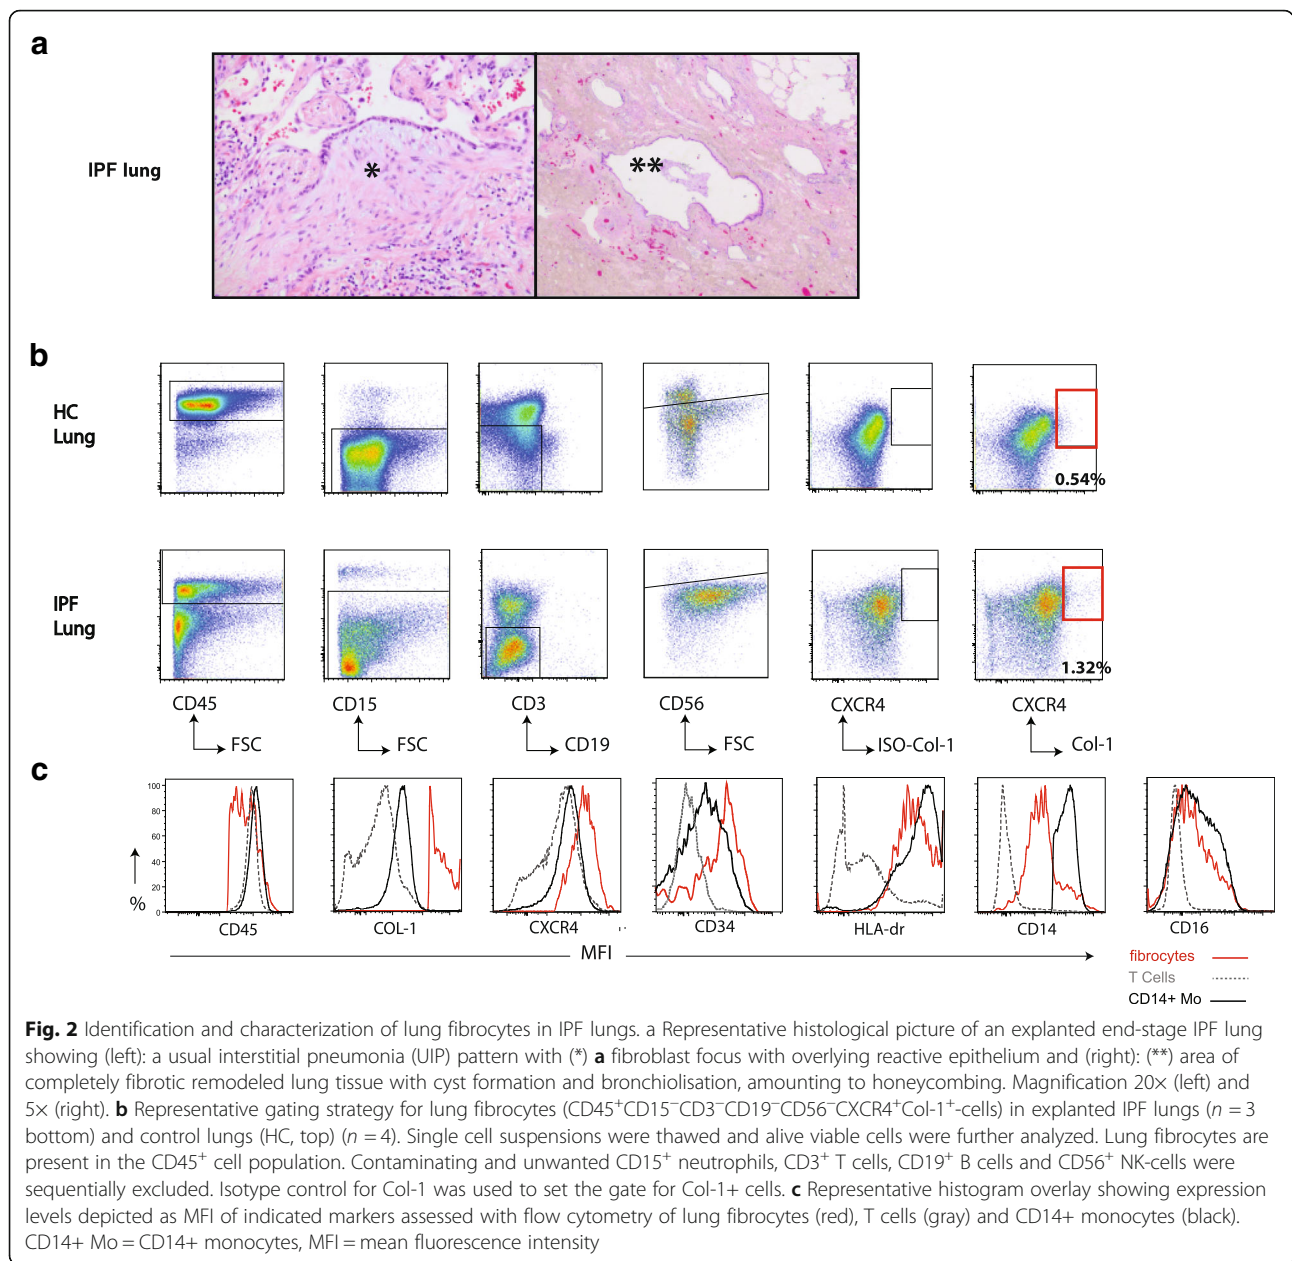 a
IPF lung
*
**
b
HC
Lung
0.54%
IPF
Lung
1.32%
CD45
FSC
CD15
FSC
CD3
CD19
CD56
FSC
CXCR4
ISO-Col-1
CXCR4
Col-1
c
100
80
60
40
20
0
%
CD45
COL-1
CXCR4
CD34
HLA-dr
CD14
CD16
MFI
fibrocytes
T Cells
CD14+ Mo
Fig. 2 Identification and characterization of lung fibrocytes in IPF lungs. a Representative histological picture of an explanted end-stage IPF lung
showing (left): a usual interstitial pneumonia (UIP) pattern with (*) a fibroblast focus with overlying reactive epithelium and (right): (**) area of
completely fibrotic remodeled lung tissue with cyst formation and bronchiolisation, amounting to honeycombing. Magnification 20× (left) and
5× (right). b Representative gating strategy for lung fibrocytes (CD45⁺CD15⁻CD3⁻CD19⁻CD56⁻CXCR4⁺Col-1⁺-cells) in explanted IPF lungs (n = 3
bottom) and control lungs (HC, top) (n = 4). Single cell suspensions were thawed and alive viable cells were further analyzed. Lung fibrocytes are
present in the CD45⁺ cell population. Contaminating and unwanted CD15⁺ neutrophils, CD3⁺ T cells, CD19⁺ B cells and CD56⁺ NK-cells were
sequentially excluded. Isotype control for Col-1 was used to set the gate for Col-1+ cells. c Representative histogram overlay showing expression
levels depicted as MFI of indicated markers assessed with flow cytometry of lung fibrocytes (red), T cells (gray) and CD14+ monocytes (black).
CD14+ Mo = CD14+ monocytes, MFI = mean fluorescence intensity